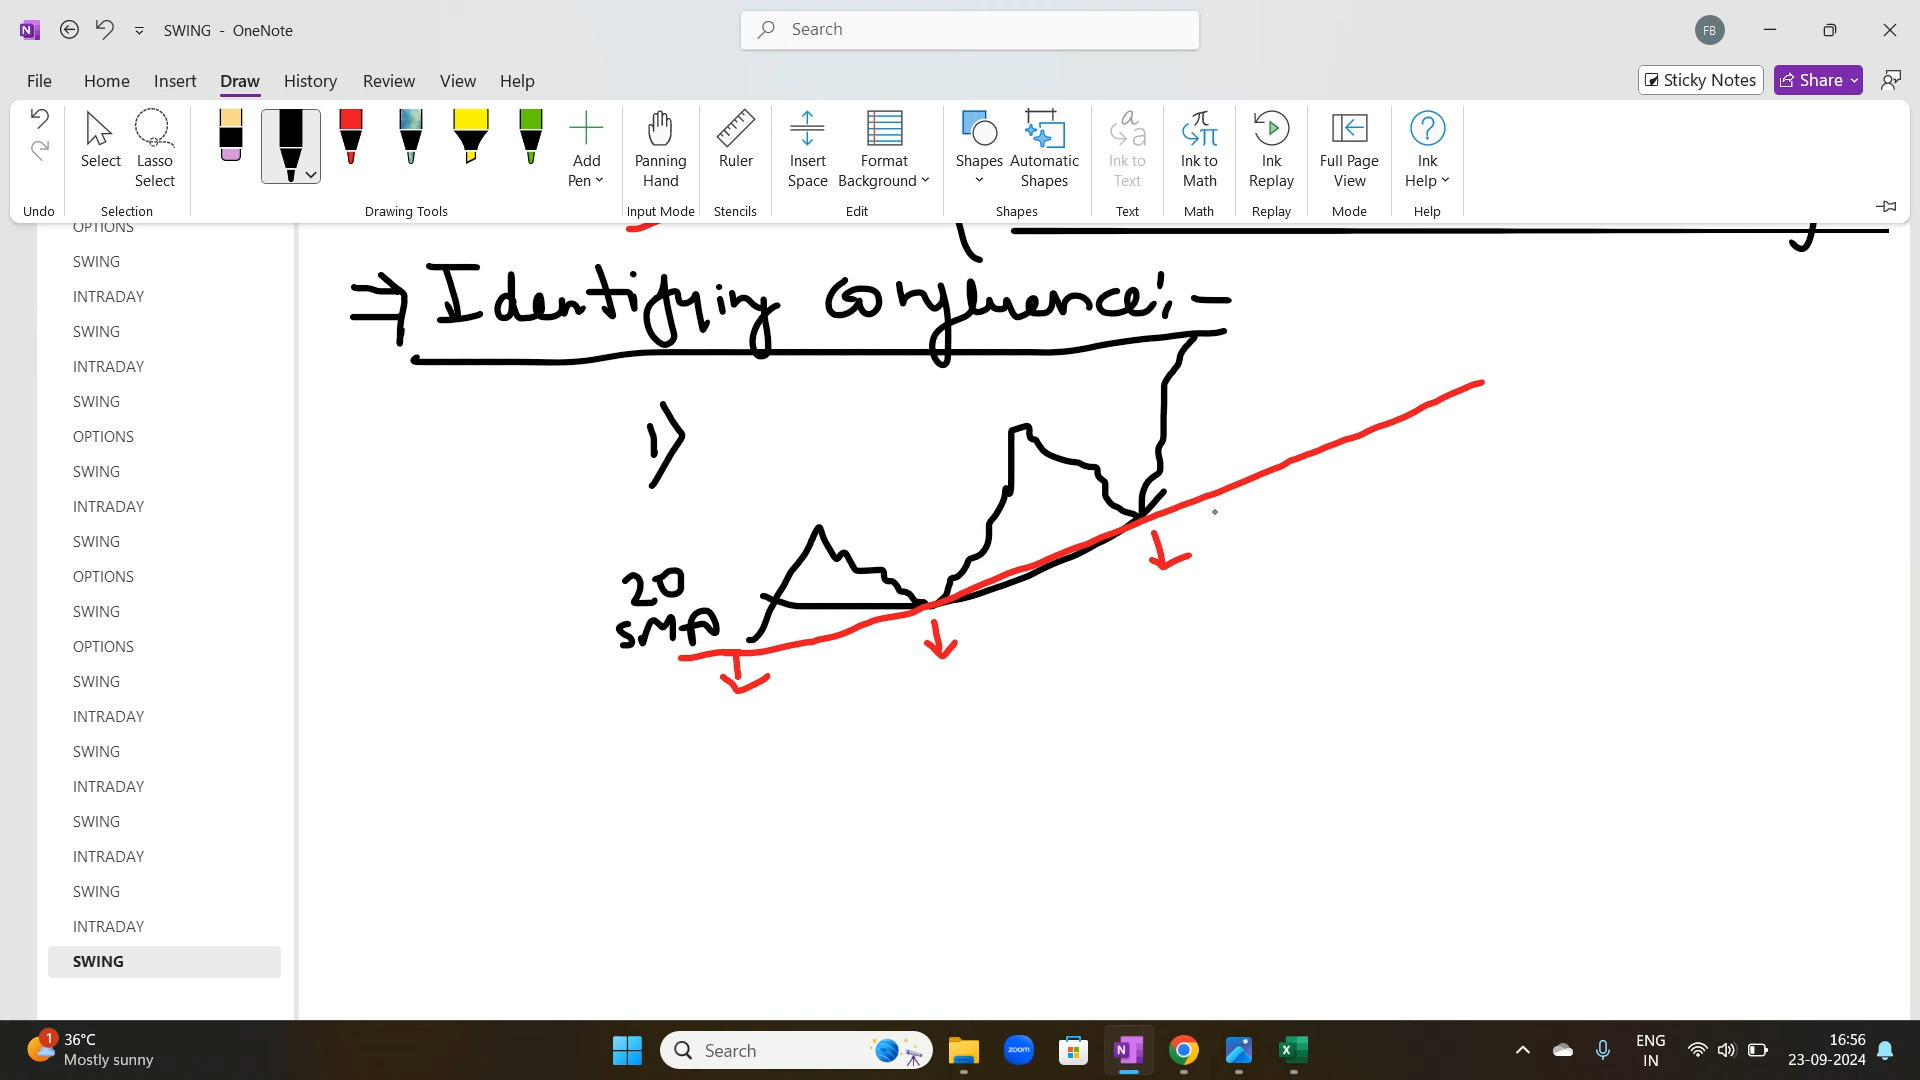 SWING - OneNote
Search
FB
File Home Insert Draw History Review View Help
Sticky Notes
Share
Select
Lasso Select
Add Pen
Panning Hand
Ruler
Insert Space
Format Background
Shapes
Automatic Shapes
Ink to Text
Ink to Math
Ink Replay
Full Page View
Ink Help
Undo
Selection
Drawing Tools
Input Mode
Stencils
Edit
Shapes
Text
Math
Replay
Mode
Help
OPTIONS
SWING
INTRADAY
SWING
INTRADAY
SWING
OPTIONS
SWING
INTRADAY
SWING
OPTIONS
SWING
OPTIONS
SWING
INTRADAY
SWING
INTRADAY
SWING
INTRADAY
SWING
INTRADAY
SWING
⇒ Identifying confluence:-
1)
20
SMA
1
36°C
Mostly sunny
Search
zoom
ENG
IN
16:56
23-09-2024